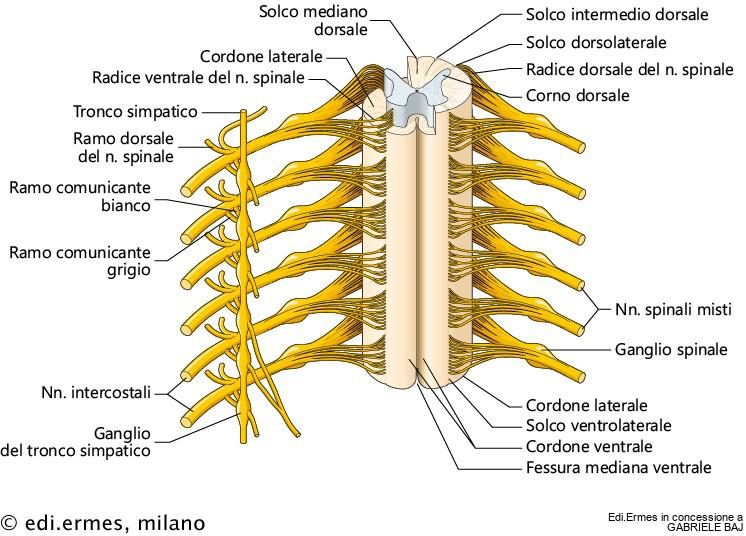 Solco mediano
dorsale
Cordone laterale
Radice ventrale del n. spinale
Tronco simpatico
Ramo dorsale
del n. spinale
Ramo comunicante
bianco
Ramo comunicante
grigio
Nn. intercostali
Ganglio
del tronco simpatico
Solco intermedio dorsale
Solco dorsolaterale
Radice dorsale del n. spinale
Corno dorsale
Nn. spinali misti
Ganglio spinale
Cordone laterale
Solco ventrolaterale
Cordone ventrale
Fessura mediana ventrale
© edi.ermes, milano
Edi.Ermes in concessione a
GABRIELE BAJ